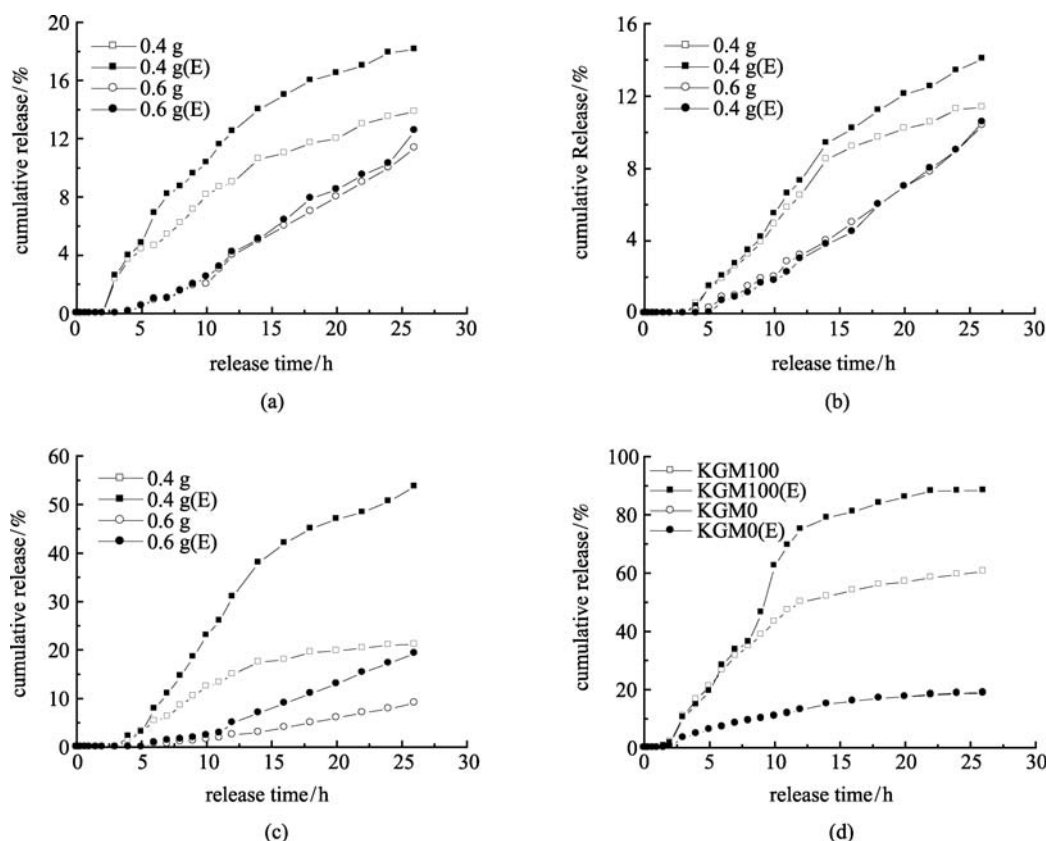 20
16
12
8
4
0
cumulative release/%
0.4 g
0.4 g(E)
0.6 g
0.6 g(E)
0 5 10 15 20 25 30
release time/h
(a)
16
12
8
4
0
cumulative Release/%
0.4 g
0.4 g(E)
0.6 g
0.4 g(E)
0 5 10 15 20 25 30
release time/h
(b)
60
50
40
30
20
10
0
cumulative release/%
0.4 g
0.4 g(E)
0.6 g
0.6 g(E)
0 5 10 15 20 25 30
release time/h
(c)
100
80
60
40
20
0
cumulative release/%
KGM100
KGM100(E)
KGM0
KGM0(E)
0 5 10 15 20 25 30
release time/h
(d)